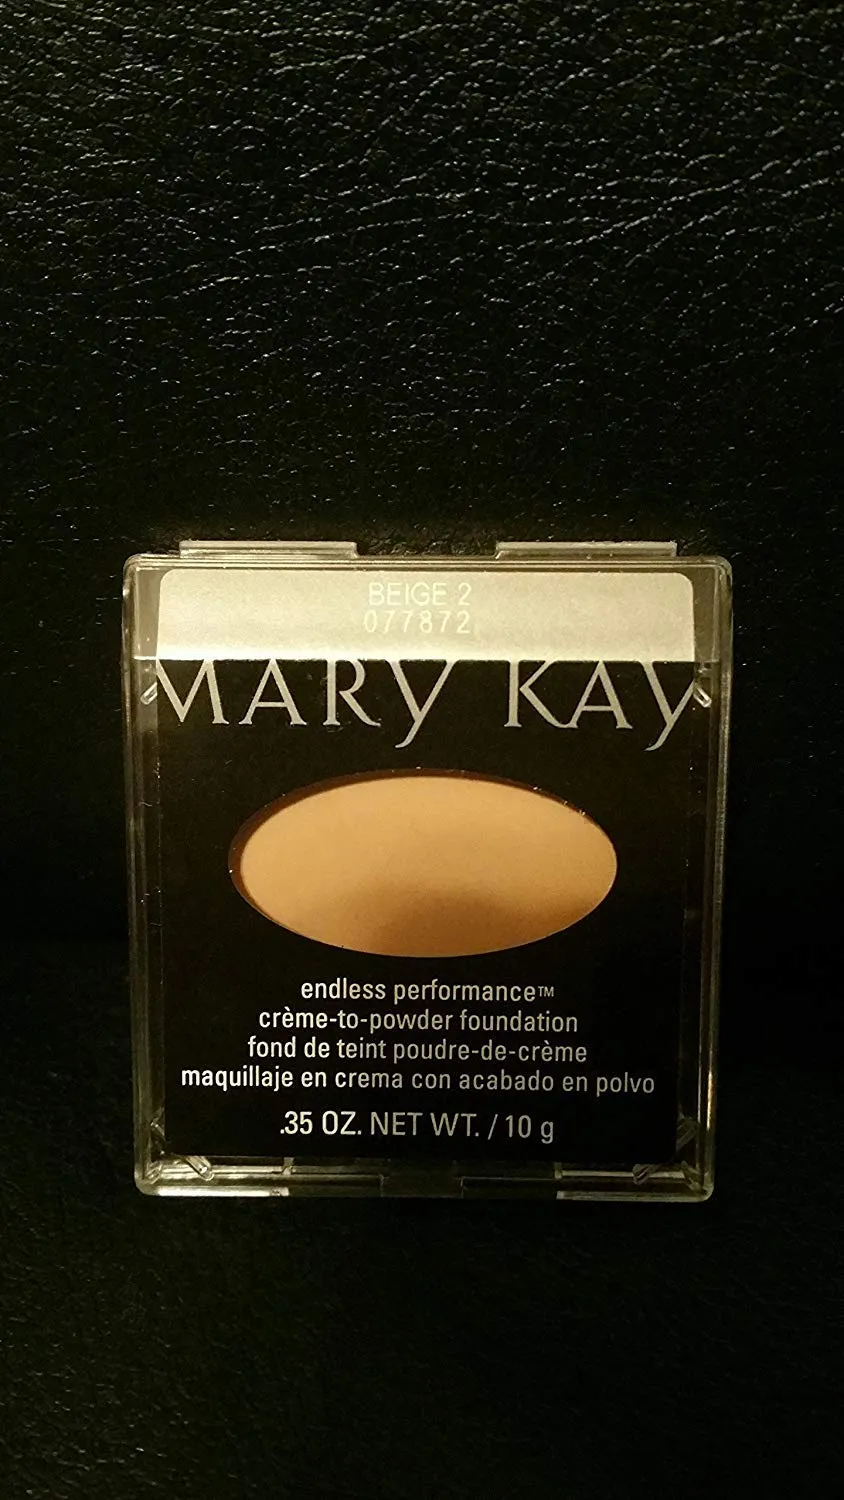 BEIGE 2
077872
MARY KAY
endless performance™
crème-to-powder foundation
fond de teint poudre-de-crème
maquillaje en crema con acabado en polvo
.35 OZ. NET WT. / 10 g